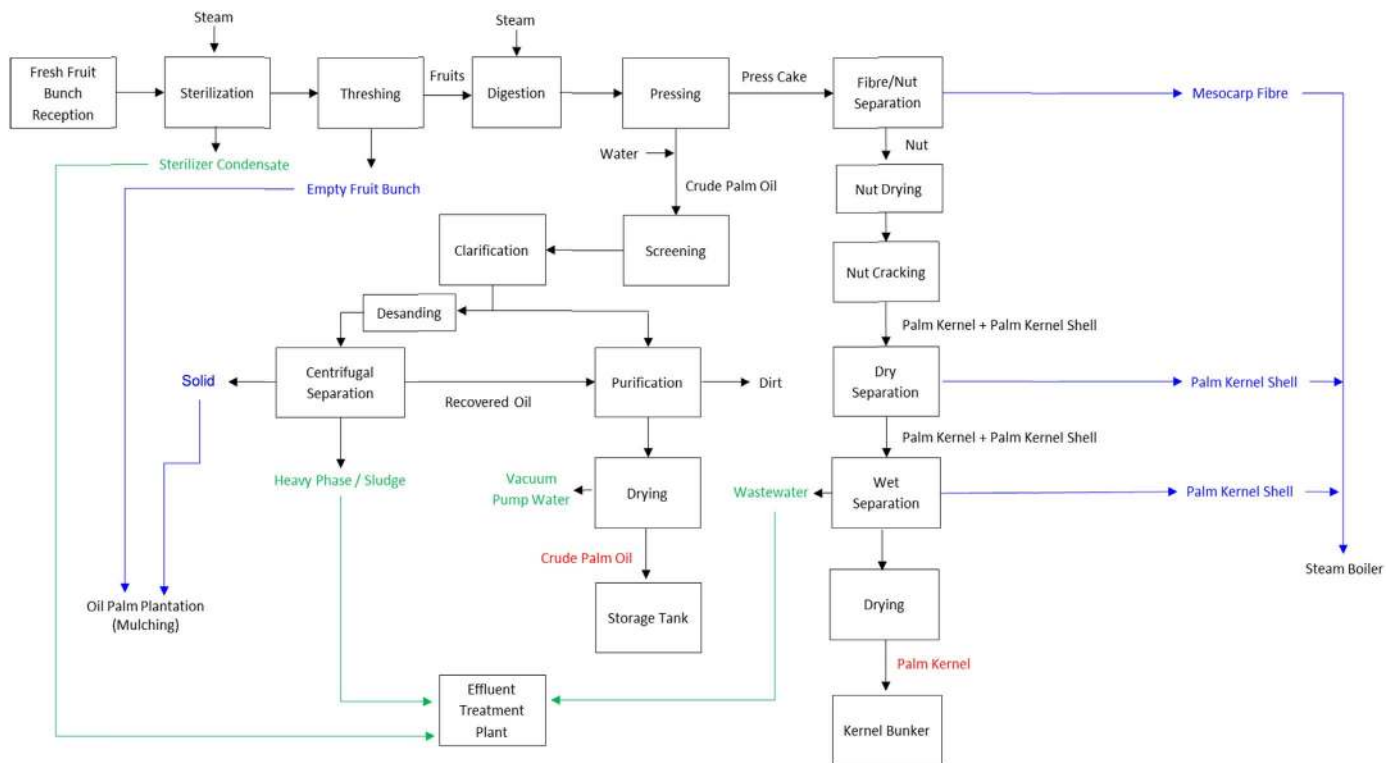 Steam
Steam
Fresh Fruit
Bunch
Reception
Sterilization
Threshing
Fruits
Digestion
Pressing
Press Cake
Fibre/Nut
Separation
Mesocarp Fibre
Sterilizer Condensate
Empty Fruit Bunch
Water
Nut
Crude Palm Oil
Nut Drying
Clarification
Screening
Nut Cracking
Desanding
Palm Kernel + Palm Kernel Shell
Solid
Centrifugal
Separation
Recovered Oil
Purification
Dirt
Dry
Separation
Palm Kernel Shell
Palm Kernel + Palm Kernel Shell
Heavy Phase / Sludge
Vacuum
Pump Water
Drying
Wastewater
Wet
Separation
Palm Kernel Shell
Crude Palm Oil
Steam Boiler
Oil Palm Plantation
(Mulching)
Storage Tank
Drying
Palm Kernel
Effluent
Treatment
Plant
Kernel Bunker